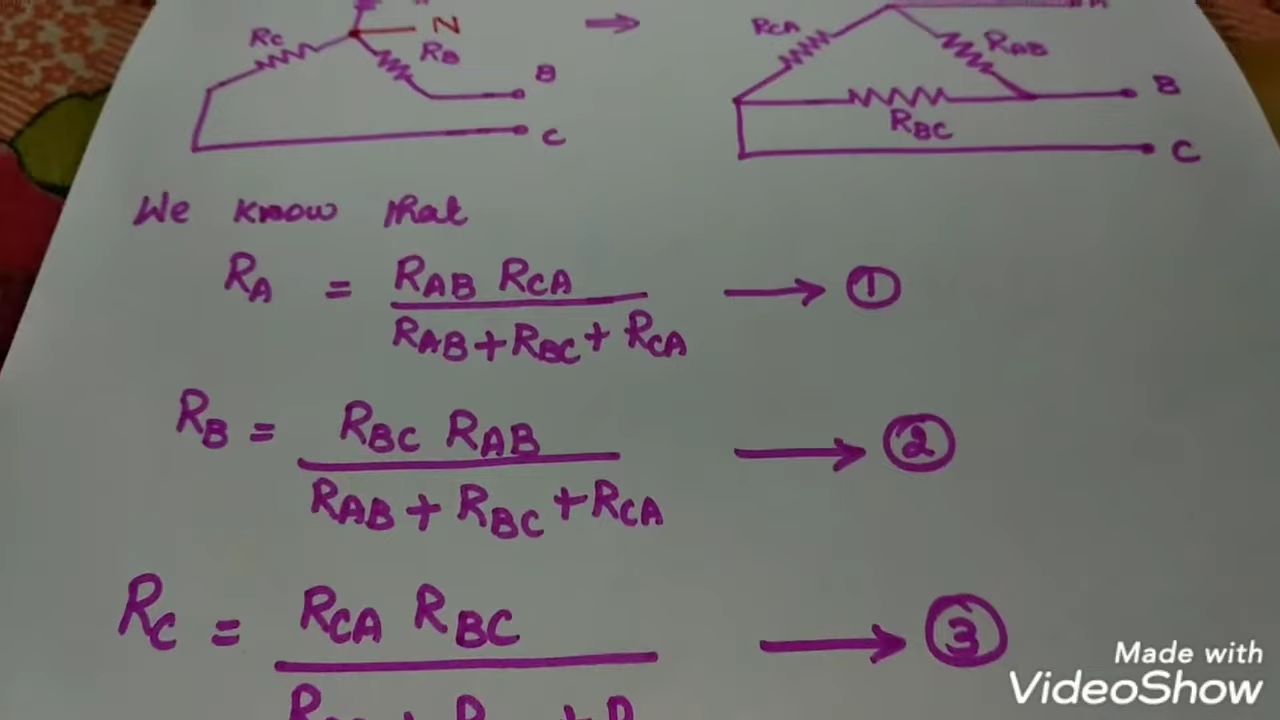 N
RC
RB
B
C
→
RCA
RAB
B
RBC
C
We know that
RA = RAB RCA → ①
RAB + RBC + RCA
RB = RBC RAB → ②
RAB + RBC + RCA
RC = RCA RBC → ③
Made with
VideoShow